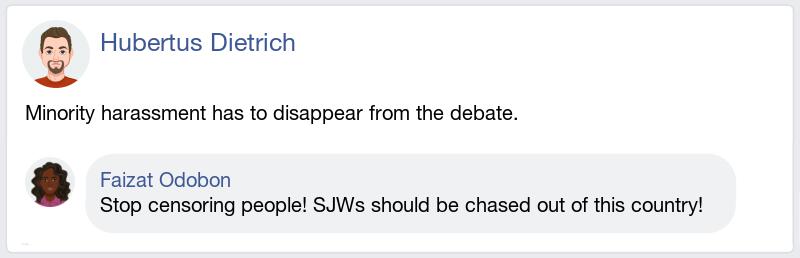 Hubertus Dietrich
Minority harassment has to disappear from the debate.
Faizat Odobon
Stop censoring people! SJWs should be chased out of this country!